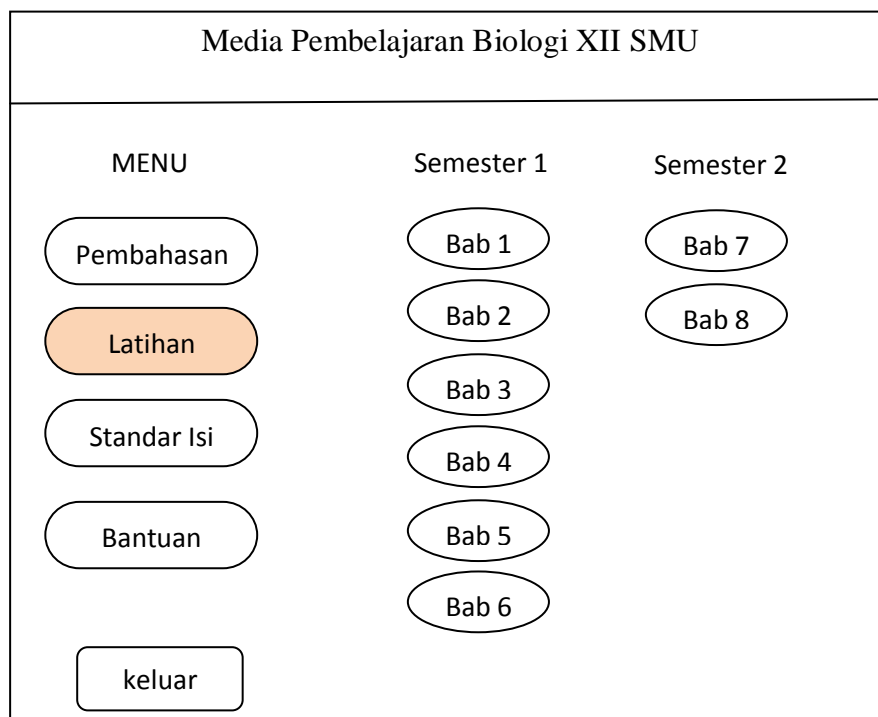 Media Pembelajaran Biologi XII SMU
MENU
Pembahasan
Latihan
Standar Isi
Bantuan
keluar
Semester 1
Bab 1
Bab 2
Bab 3
Bab 4
Bab 5
Bab 6
Semester 2
Bab 7
Bab 8